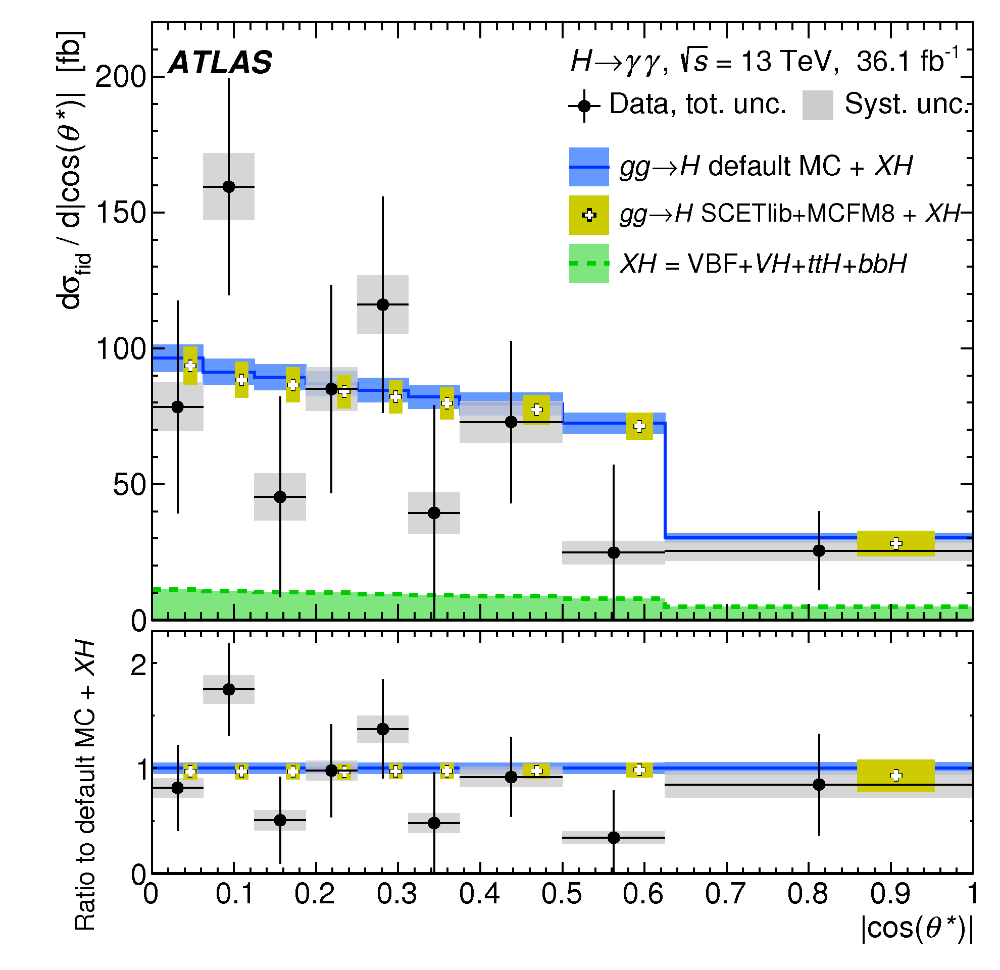 ATLAS
H→γγ, √s = 13 TeV, 36.1 fb⁻¹
Data, tot. unc.
Syst. unc.
gg→H default MC + XH
gg→H SCETlib+MCFM8 + XH
XH = VBF+VH+ttH+bbH
dσfid / d|cos(θ*)| [fb]
200
150
100
50
0
Ratio to default MC + XH
2
1
0
0 0.1 0.2 0.3 0.4 0.5 0.6 0.7 0.8 0.9 1
|cos(θ*)|